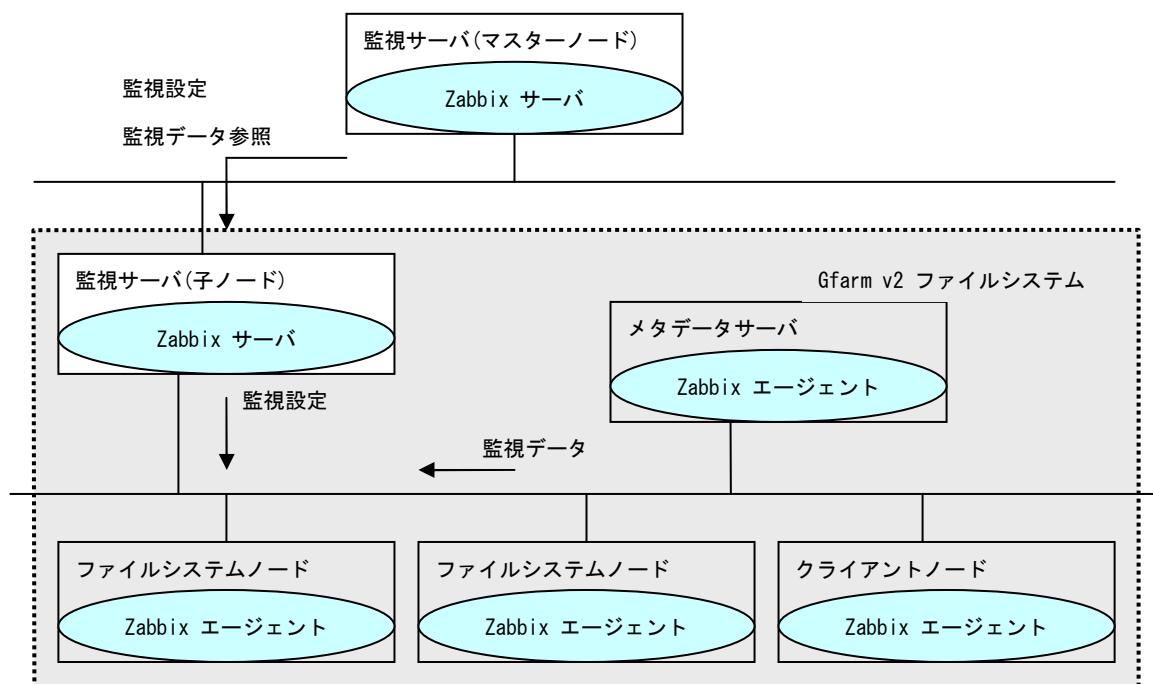 監視サーバ(マスターノード)
Zabbix サーバ
監視設定
監視データ参照
監視サーバ(子ノード)
Zabbix サーバ
Gfarm v2 ファイルシステム
メタデータサーバ
Zabbix エージェント
監視設定
監視データ
ファイルシステムノード
Zabbix エージェント
ファイルシステムノード
Zabbix エージェント
クライアントノード
Zabbix エージェント